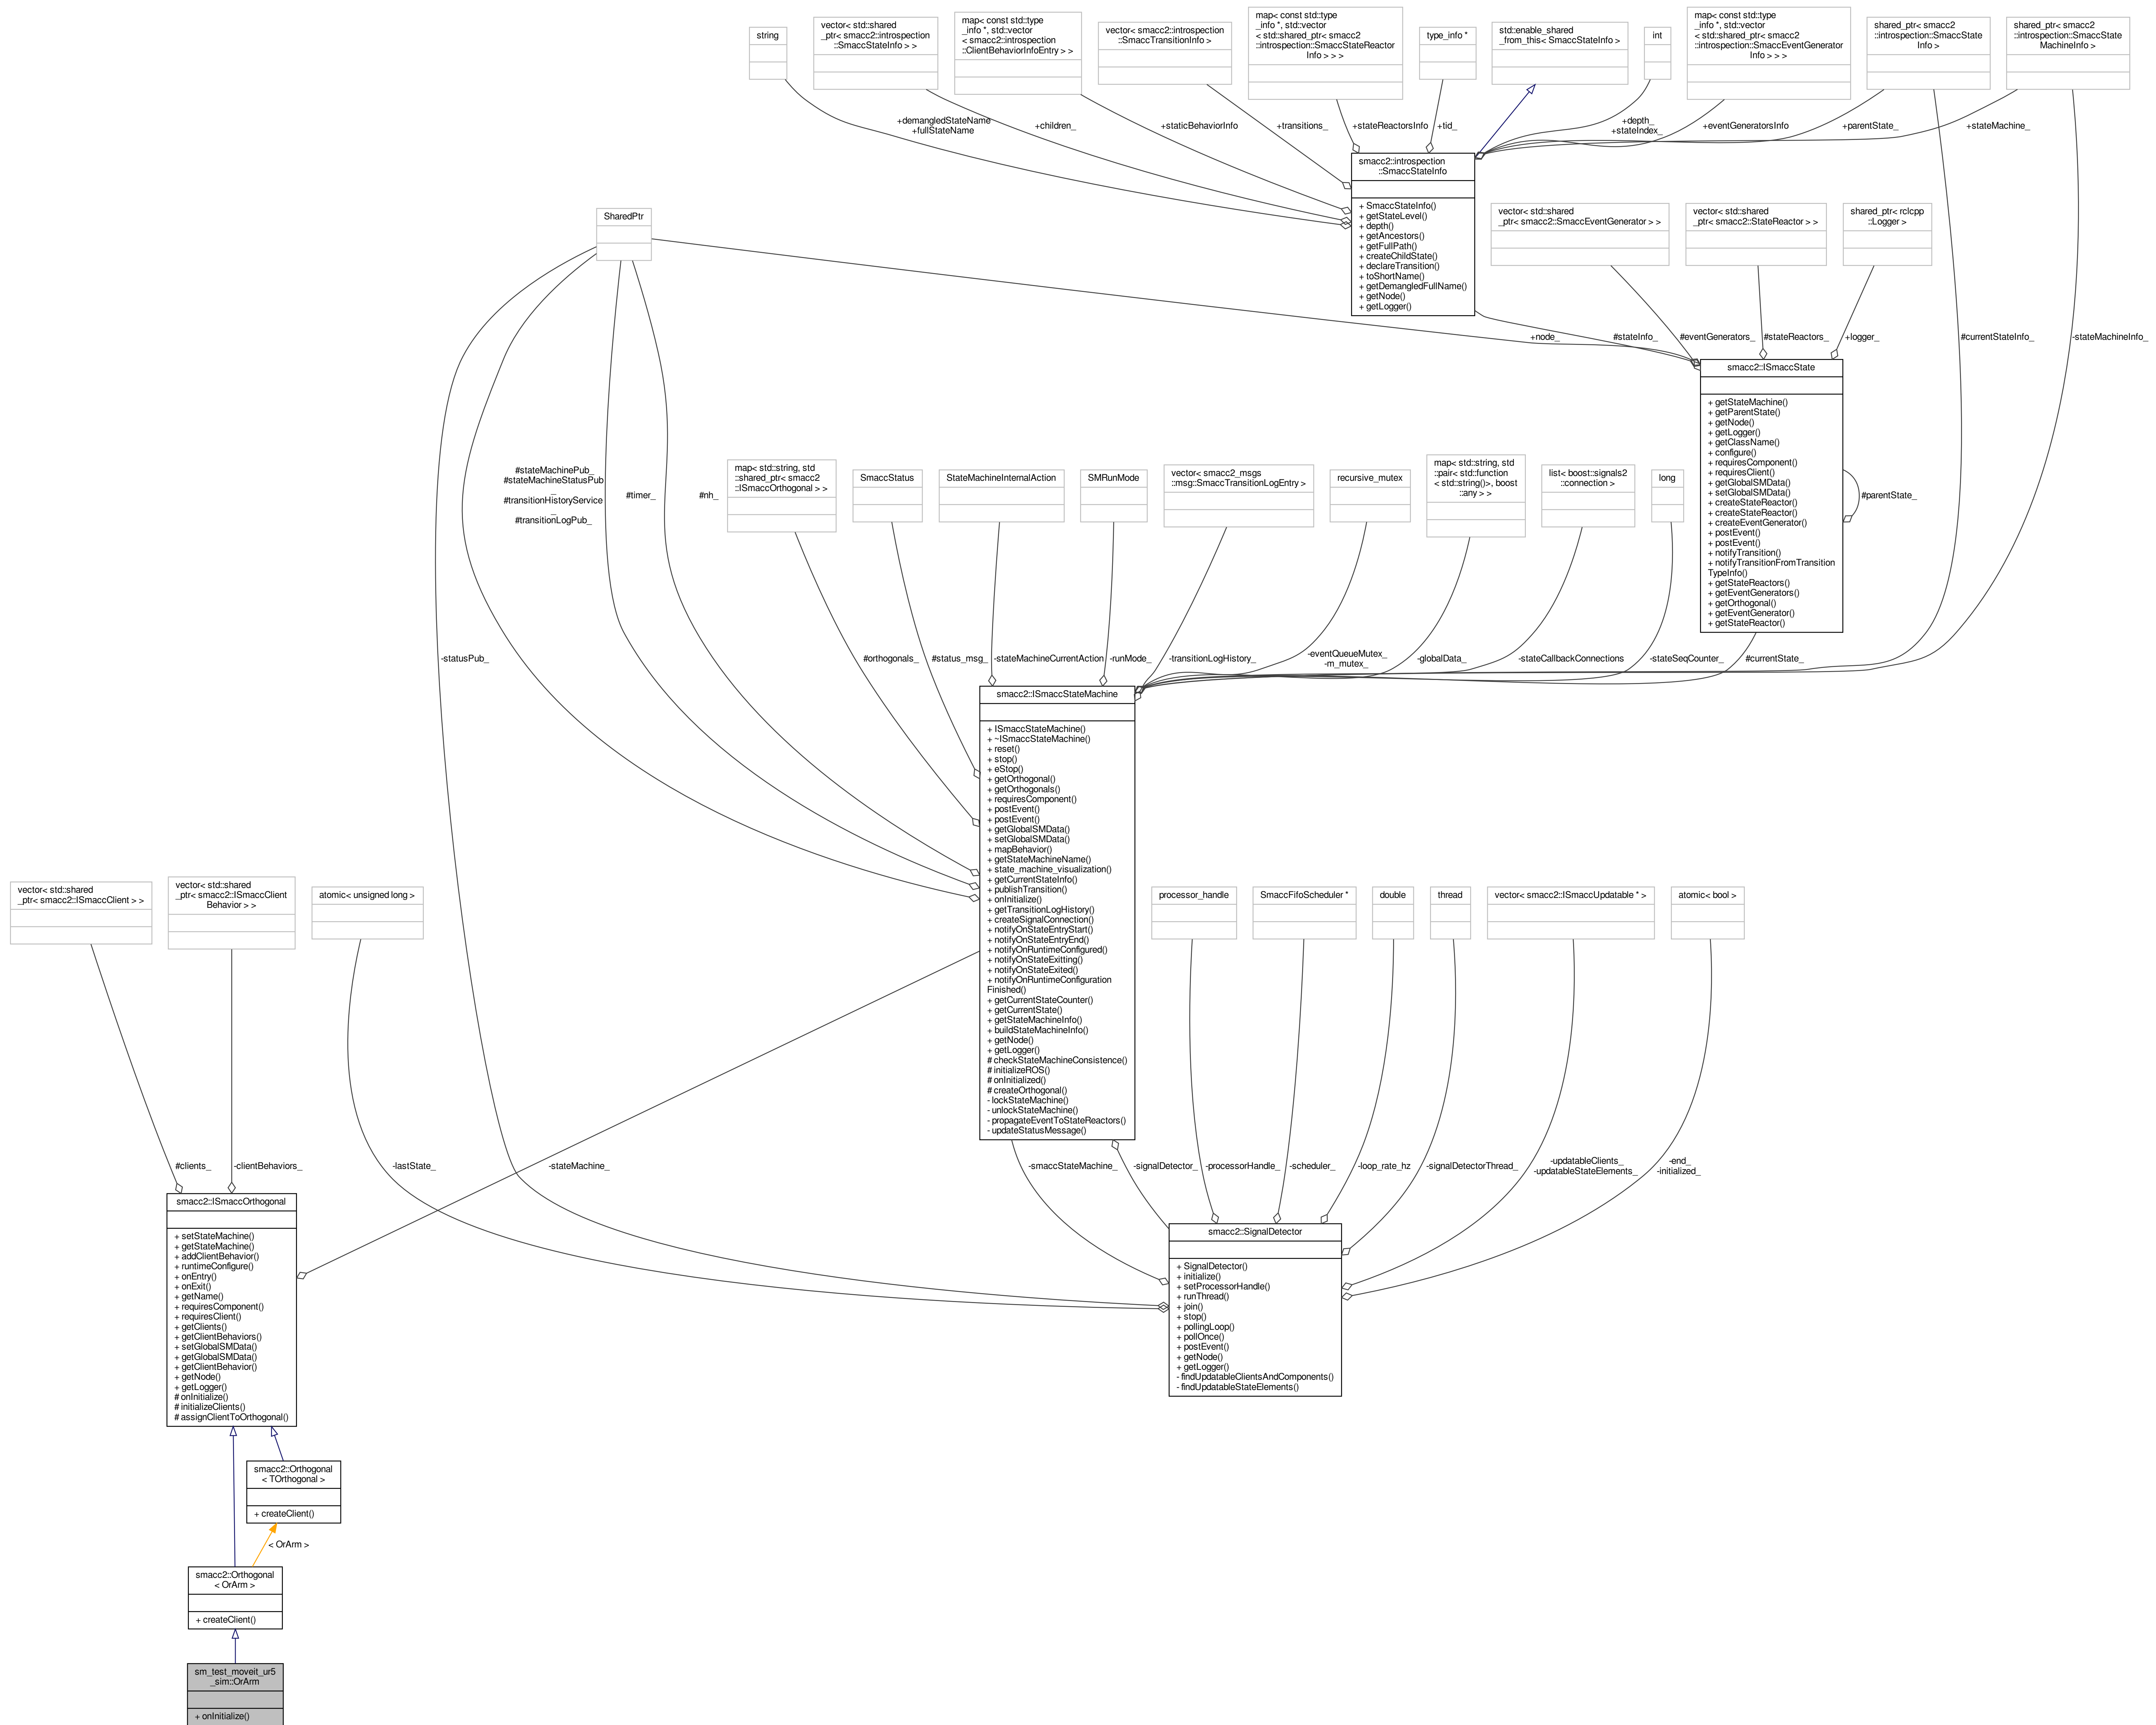 string
vector< std::shared
_ptr< smacc2::introspection
::SmaccStateInfo > >
map< const std::type
_info *, std::vector
< smacc2::introspection
::ClientBehaviorInfoEntry > >
vector< smacc2::introspection
::SmaccTransitionInfo >
map< const std::type
_info *, std::vector
< std::shared_ptr< smacc2
::introspection::SmaccStateReactor
Info > > >
type_info *
std::enable_shared
_from_this< SmaccStateInfo >
int
map< const std::type
_info *, std::vector
< std::shared_ptr< smacc2
::introspection::SmaccEventGenerator
Info > > >
shared_ptr< smacc2
::introspection::SmaccState
Info >
shared_ptr< smacc2
::introspection::SmaccState
MachineInfo >
+demangledStateName
+fullStateName
+children_
+staticBehaviorInfo
+transitions_
+stateReactorsInfo
+tid_
+depth_
+stateIndex_
+eventGeneratorsInfo
+parentState_
+stateMachine_
smacc2::introspection
::SmaccStateInfo
+ SmaccStateInfo()
+ getStateLevel()
+ depth()
+ getAncestors()
+ getFullPath()
+ createChildState()
+ declareTransition()
+ toShortName()
+ getDemangledFullName()
+ getNode()
+ getLogger()
SharedPtr
vector< std::shared
_ptr< smacc2::SmaccEventGenerator > >
vector< std::shared
_ptr< smacc2::StateReactor > >
shared_ptr< rclcpp
::Logger >
+node_
#stateInfo_
#eventGenerators_
#stateReactors_
+logger_
#currentStateInfo_
-stateMachineInfo_
smacc2::ISmaccState
+ getStateMachine()
+ getParentState()
+ getNode()
+ getLogger()
+ getClassName()
+ configure()
+ requiresComponent()
+ requiresClient()
+ getGlobalSMData()
+ setGlobalSMData()
+ createStateReactor()
+ createStateReactor()
+ createEventGenerator()
+ postEvent()
+ postEvent()
+ notifyTransition()
+ notifyTransitionFromTransition
TypeInfo()
+ getStateReactors()
+ getEventGenerators()
+ getOrthogonal()
+ getEventGenerator()
+ getStateReactor()
#parentState_
#stateMachinePub_
#stateMachineStatusPub
_
#transitionHistoryService
_
#transitionLogPub_
#timer_
#nh_
map< std::string, std
::shared_ptr< smacc2
::ISmaccOrthogonal > >
SmaccStatus
StateMachineInternalAction
SMRunMode
vector< smacc2_msgs
::msg::SmaccTransitionLogEntry >
recursive_mutex
map< std::string, std
::pair< std::function
< std::string()>, boost
::any > >
list< boost::signals2
::connection >
long
-statusPub_
#orthogonals_
#status_msg_
-stateMachineCurrentAction
-runMode_
-transitionLogHistory_
-eventQueueMutex_
-m_mutex_
-globalData_
-stateCallbackConnections
-stateSeqCounter_
#currentState_
smacc2::ISmaccStateMachine
+ ISmaccStateMachine()
+ ~ISmaccStateMachine()
+ reset()
+ stop()
+ eStop()
+ getOrthogonal()
+ getOrthogonals()
+ requiresComponent()
+ postEvent()
+ postEvent()
+ getGlobalSMData()
+ setGlobalSMData()
+ mapBehavior()
+ getStateMachineName()
+ state_machine_visualization()
+ getCurrentStateInfo()
+ publishTransition()
+ onInitialize()
+ getTransitionLogHistory()
+ createSignalConnection()
+ notifyOnStateEntryStart()
+ notifyOnStateEntryEnd()
+ notifyOnRuntimeConfigured()
+ notifyOnStateExitting()
+ notifyOnStateExited()
+ notifyOnRuntimeConfiguration
Finished()
+ getCurrentStateCounter()
+ getCurrentState()
+ getStateMachineInfo()
+ buildStateMachineInfo()
+ getNode()
+ getLogger()
# checkStateMachineConsistence()
# initializeROS()
# onInitialized()
# createOrthogonal()
- lockStateMachine()
- unlockStateMachine()
- propagateEventToStateReactors()
- updateStatusMessage()
vector< std::shared
_ptr< smacc2::ISmaccClient > >
vector< std::shared
_ptr< smacc2::ISmaccClient
Behavior > >
atomic< unsigned long >
processor_handle
SmaccFifoScheduler *
double
thread
vector< smacc2::ISmaccUpdatable * >
atomic< bool >
#clients_
-clientBehaviors_
-lastState_
-stateMachine_
-smaccStateMachine_
-signalDetector_
-processorHandle_
-scheduler_
-loop_rate_hz
-signalDetectorThread_
-updatableClients_
-updatableStateElements_
-end_
-initialized_
smacc2::ISmaccOrthogonal
+ setStateMachine()
+ getStateMachine()
+ addClientBehavior()
+ runtimeConfigure()
+ onEntry()
+ onExit()
+ getName()
+ requiresComponent()
+ requiresClient()
+ getClients()
+ getClientBehaviors()
+ setGlobalSMData()
+ getGlobalSMData()
+ getClientBehavior()
+ getNode()
+ getLogger()
# onInitialize()
# initializeClients()
# assignClientToOrthogonal()
smacc2::SignalDetector
+ SignalDetector()
+ initialize()
+ setProcessorHandle()
+ runThread()
+ join()
+ stop()
+ pollingLoop()
+ pollOnce()
+ postEvent()
+ getNode()
+ getLogger()
- findUpdatableClientsAndComponents()
- findUpdatableStateElements()
smacc2::Orthogonal
< TOrthogonal >
+ createClient()
< OrArm >
smacc2::Orthogonal
< OrArm >
+ createClient()
sm_test_moveit_ur5
_sim::OrArm
+ onInitialize()